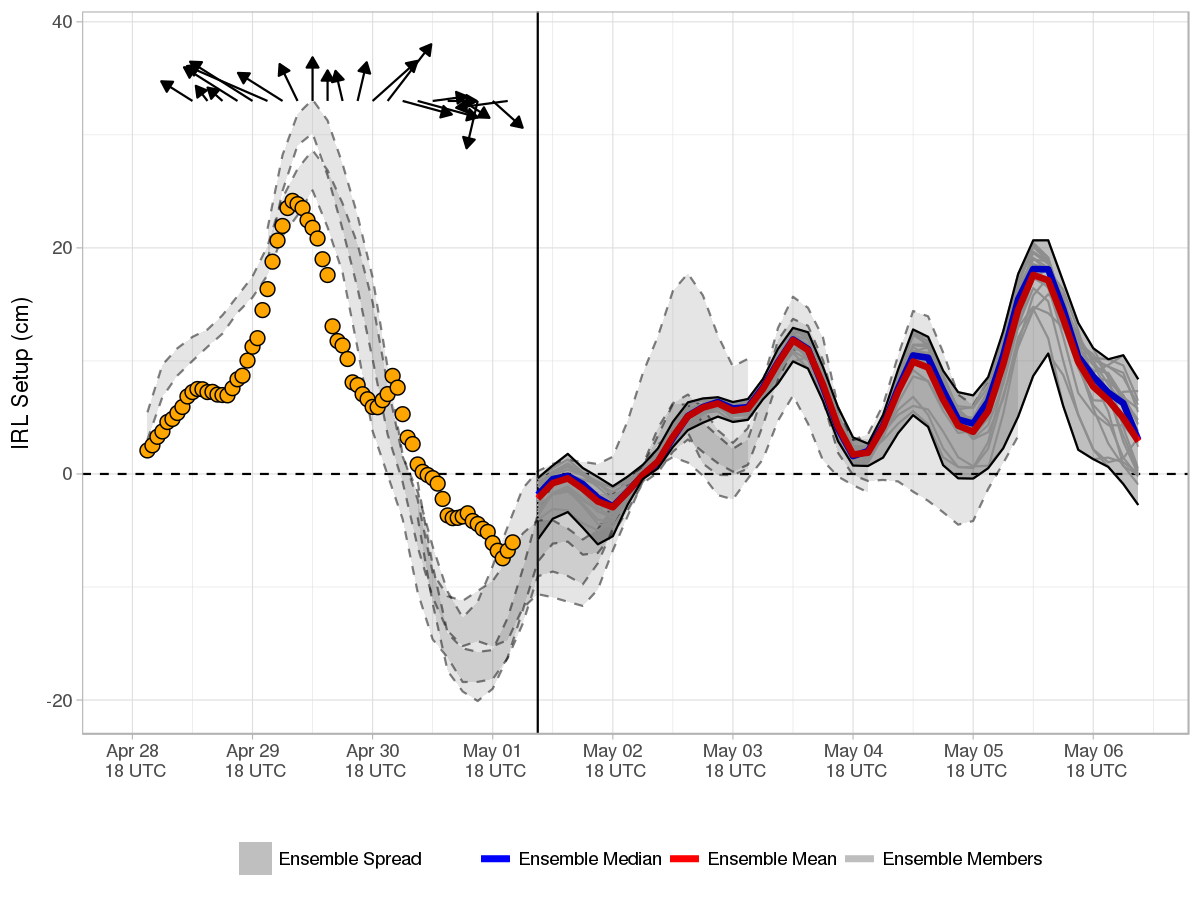 IRL Setup (cm)
40
20
0
-20
Apr 28
18 UTC
Apr 29
18 UTC
Apr 30
18 UTC
May 01
18 UTC
May 02
18 UTC
May 03
18 UTC
May 04
18 UTC
May 05
18 UTC
May 06
18 UTC
Ensemble Spread
Ensemble Median
Ensemble Mean
Ensemble Members